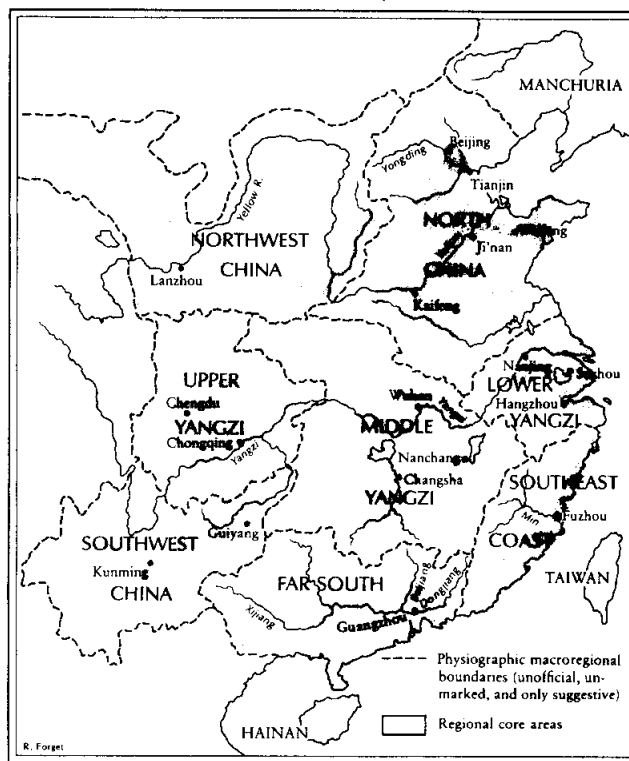 MANCHURIA
Beijing
Yongding
Tianjin
Yellow R.
NORTH
Ji'nan
NORTHWEST
CHINA
CHINA
Lanzhou
Kaifeng
UPPER
Nanjing
Suzhou
LOWER
Chengdu
Wuhan
Hangzhou
YANGZI
MIDDLE
YANGZI
Chongqing
Yangzi
Nanchang
Changsha
SOUTHEAST
YANGZI
Min
Fuzhou
Guiyang
SOUTHWEST
COAST
Kunming
FAR SOUTH
TAIWAN
CHINA
Dongjiang
Xijiang
Guangzhou
Physiographic macroregional
boundaries (unofficial, un-
marked, and only suggestive)
Regional core areas
HAINAN
R. Forget